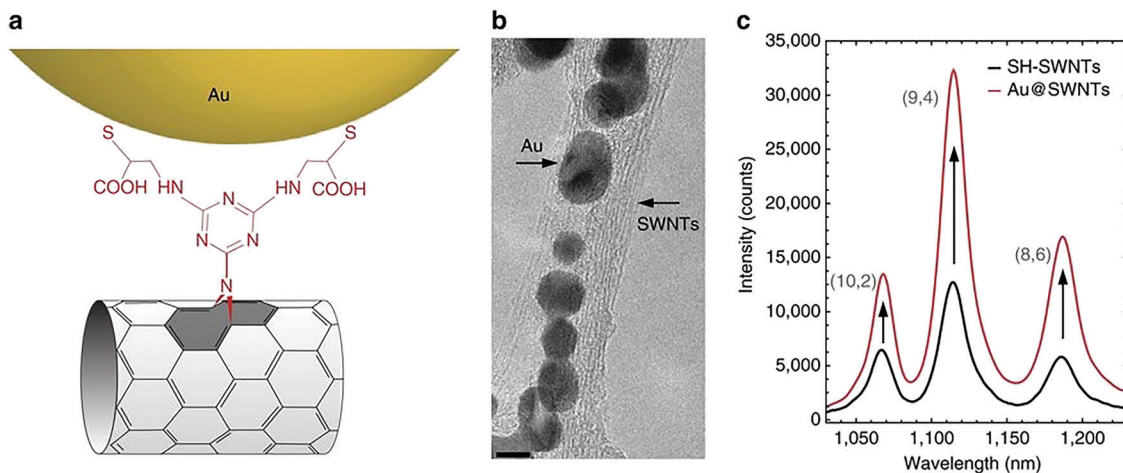 a
Au
S
S
COOH
HN
HN
COOH
N
N
N
N
b
Au
SWNTs
c
35,000
30,000
25,000
20,000
15,000
10,000
5,000
0
Intensity (counts)
SH-SWNTs
Au@SWNTs
(9,4)
(10,2)
(8,6)
1,050
1,100
1,150
1,200
Wavelength (nm)